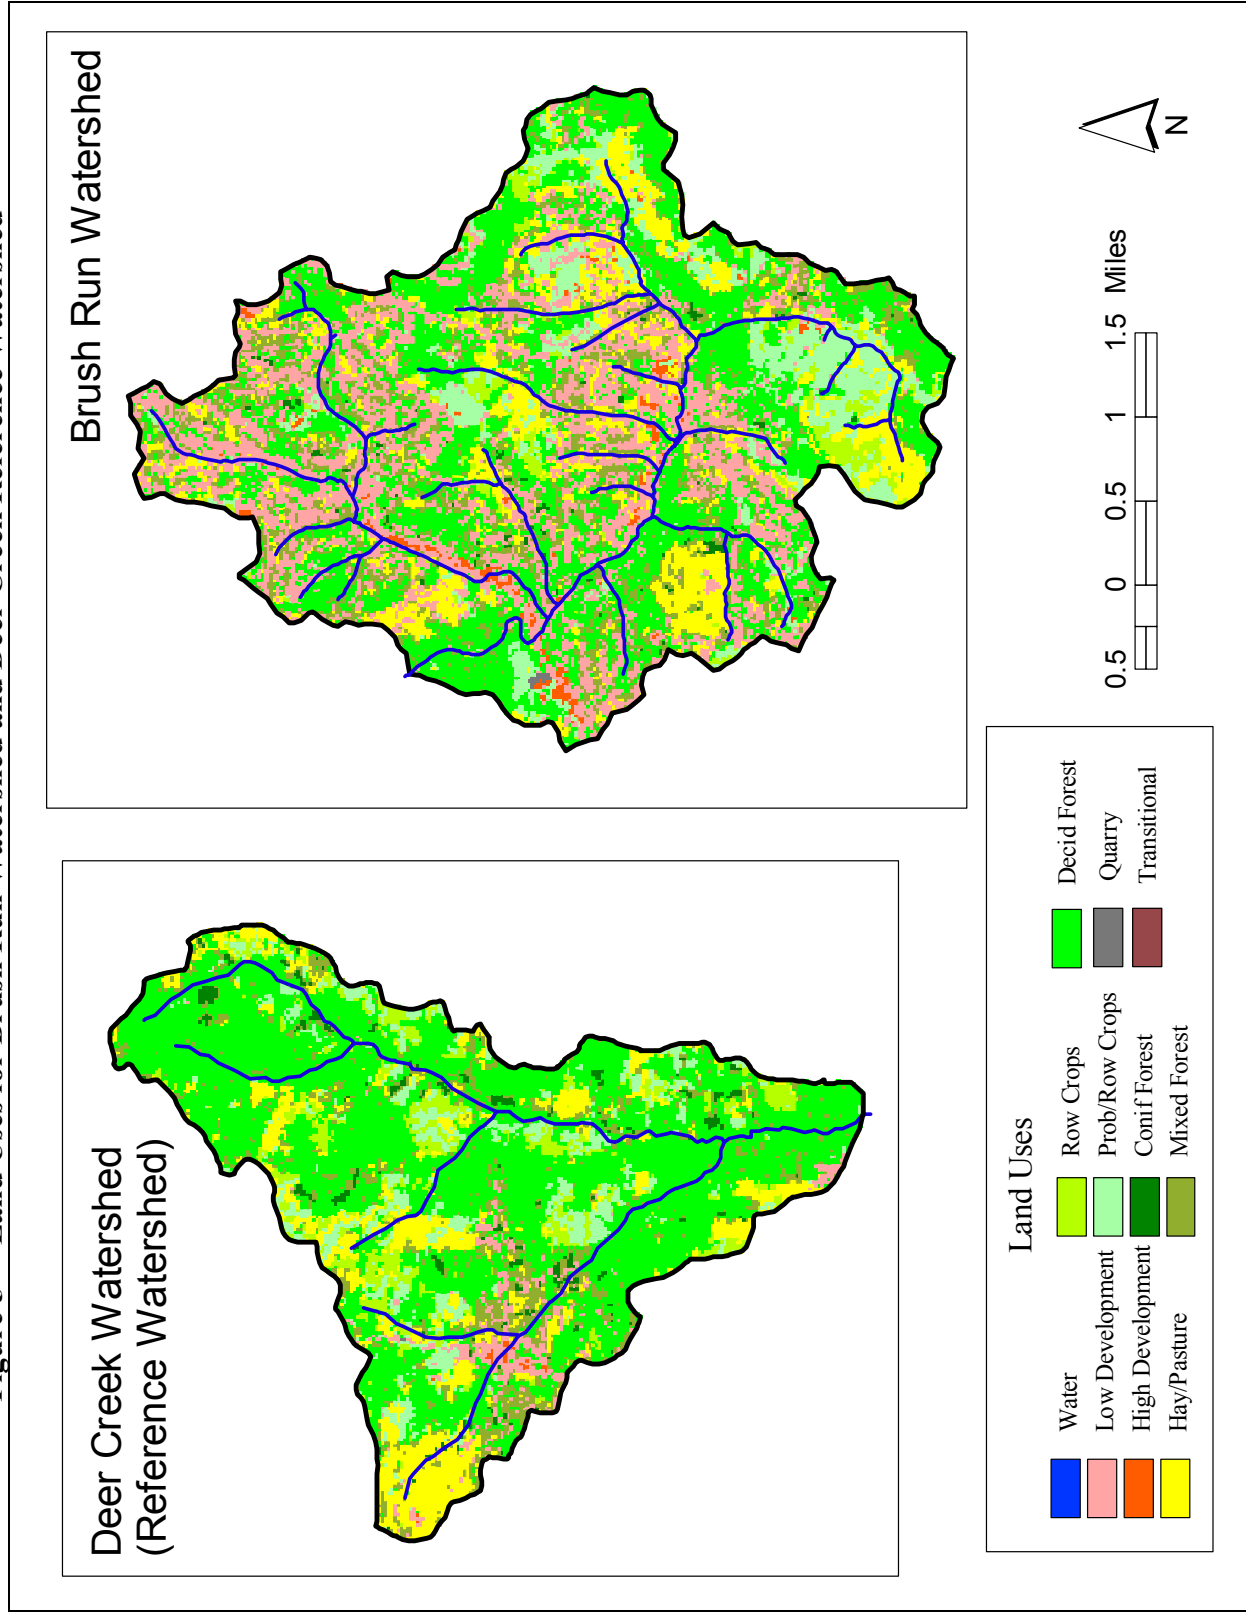 Deer Creek Watershed
(Reference Watershed)
Brush Run Watershed
Land Uses
Water
Low Development
High Development
Hay/Pasture
Row Crops
Prob/Row Crops
Conif Forest
Mixed Forest
Decid Forest
Quarry
Transitional
0.5 0 0.5 1 1.5 Miles
N